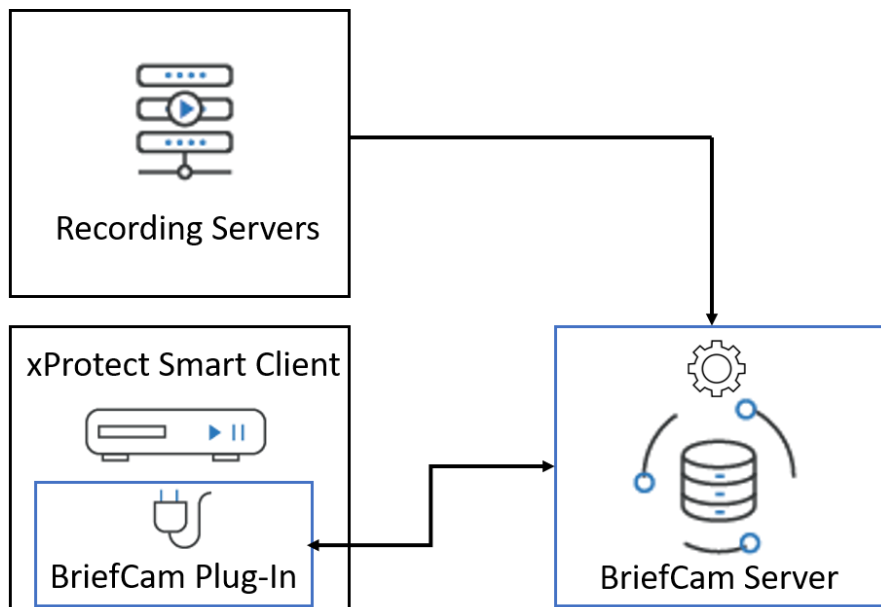 Recording Servers
xProtect Smart Client
BriefCam Plug-In
BriefCam Server